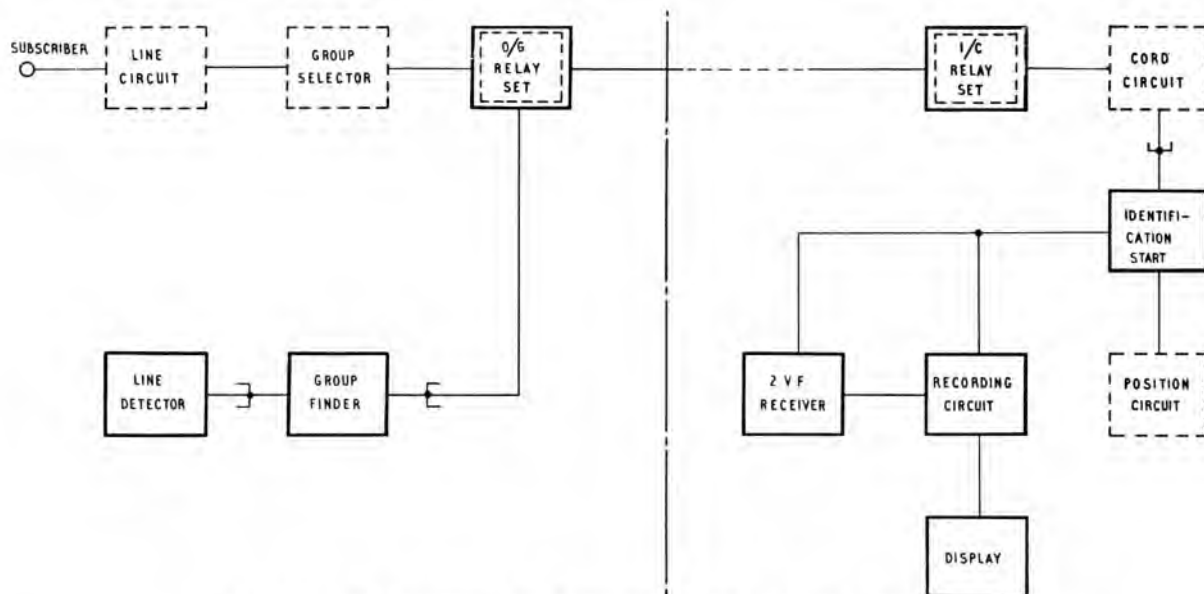 SUBSCRIBER
LINE
CIRCUIT
GROUP
SELECTOR
O/G
RELAY
SET
I/C
RELAY
SET
CORD
CIRCUIT
IDENTIFI-
CATION
START
LINE
DETECTOR
GROUP
FINDER
2 V F
RECEIVER
RECORDING
CIRCUIT
POSITION
CIRCUIT
DISPLAY